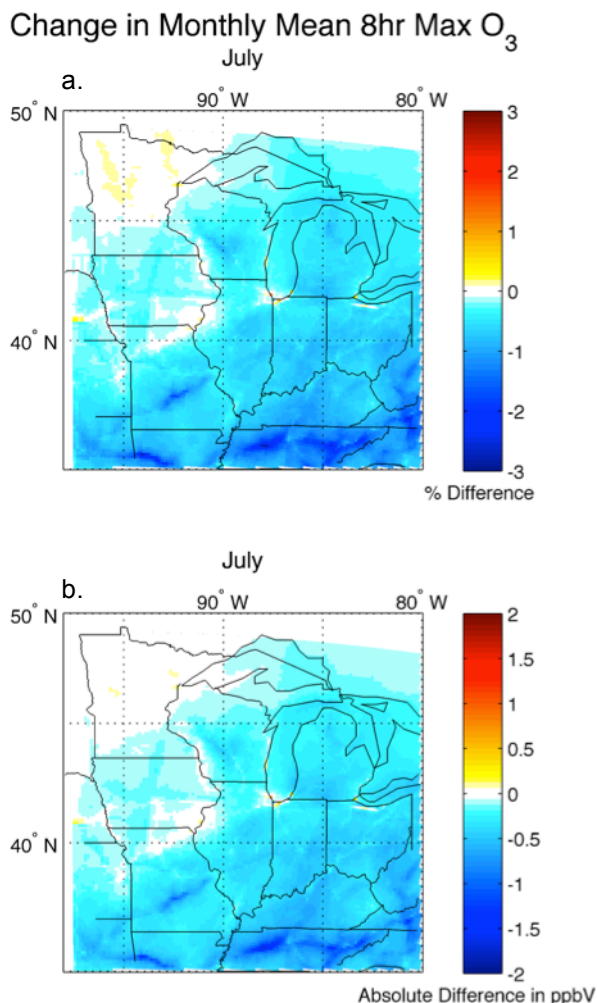 Change in Monthly Mean 8hr Max O3
July
a.
90° W 80° W
50° N
40° N
3
2
1
0
-1
-2
-3
% Difference
July
b.
90° W 80° W
50° N
40° N
2
1.5
1
0.5
0
-0.5
-1
-1.5
-2
Absolute Difference in ppbV